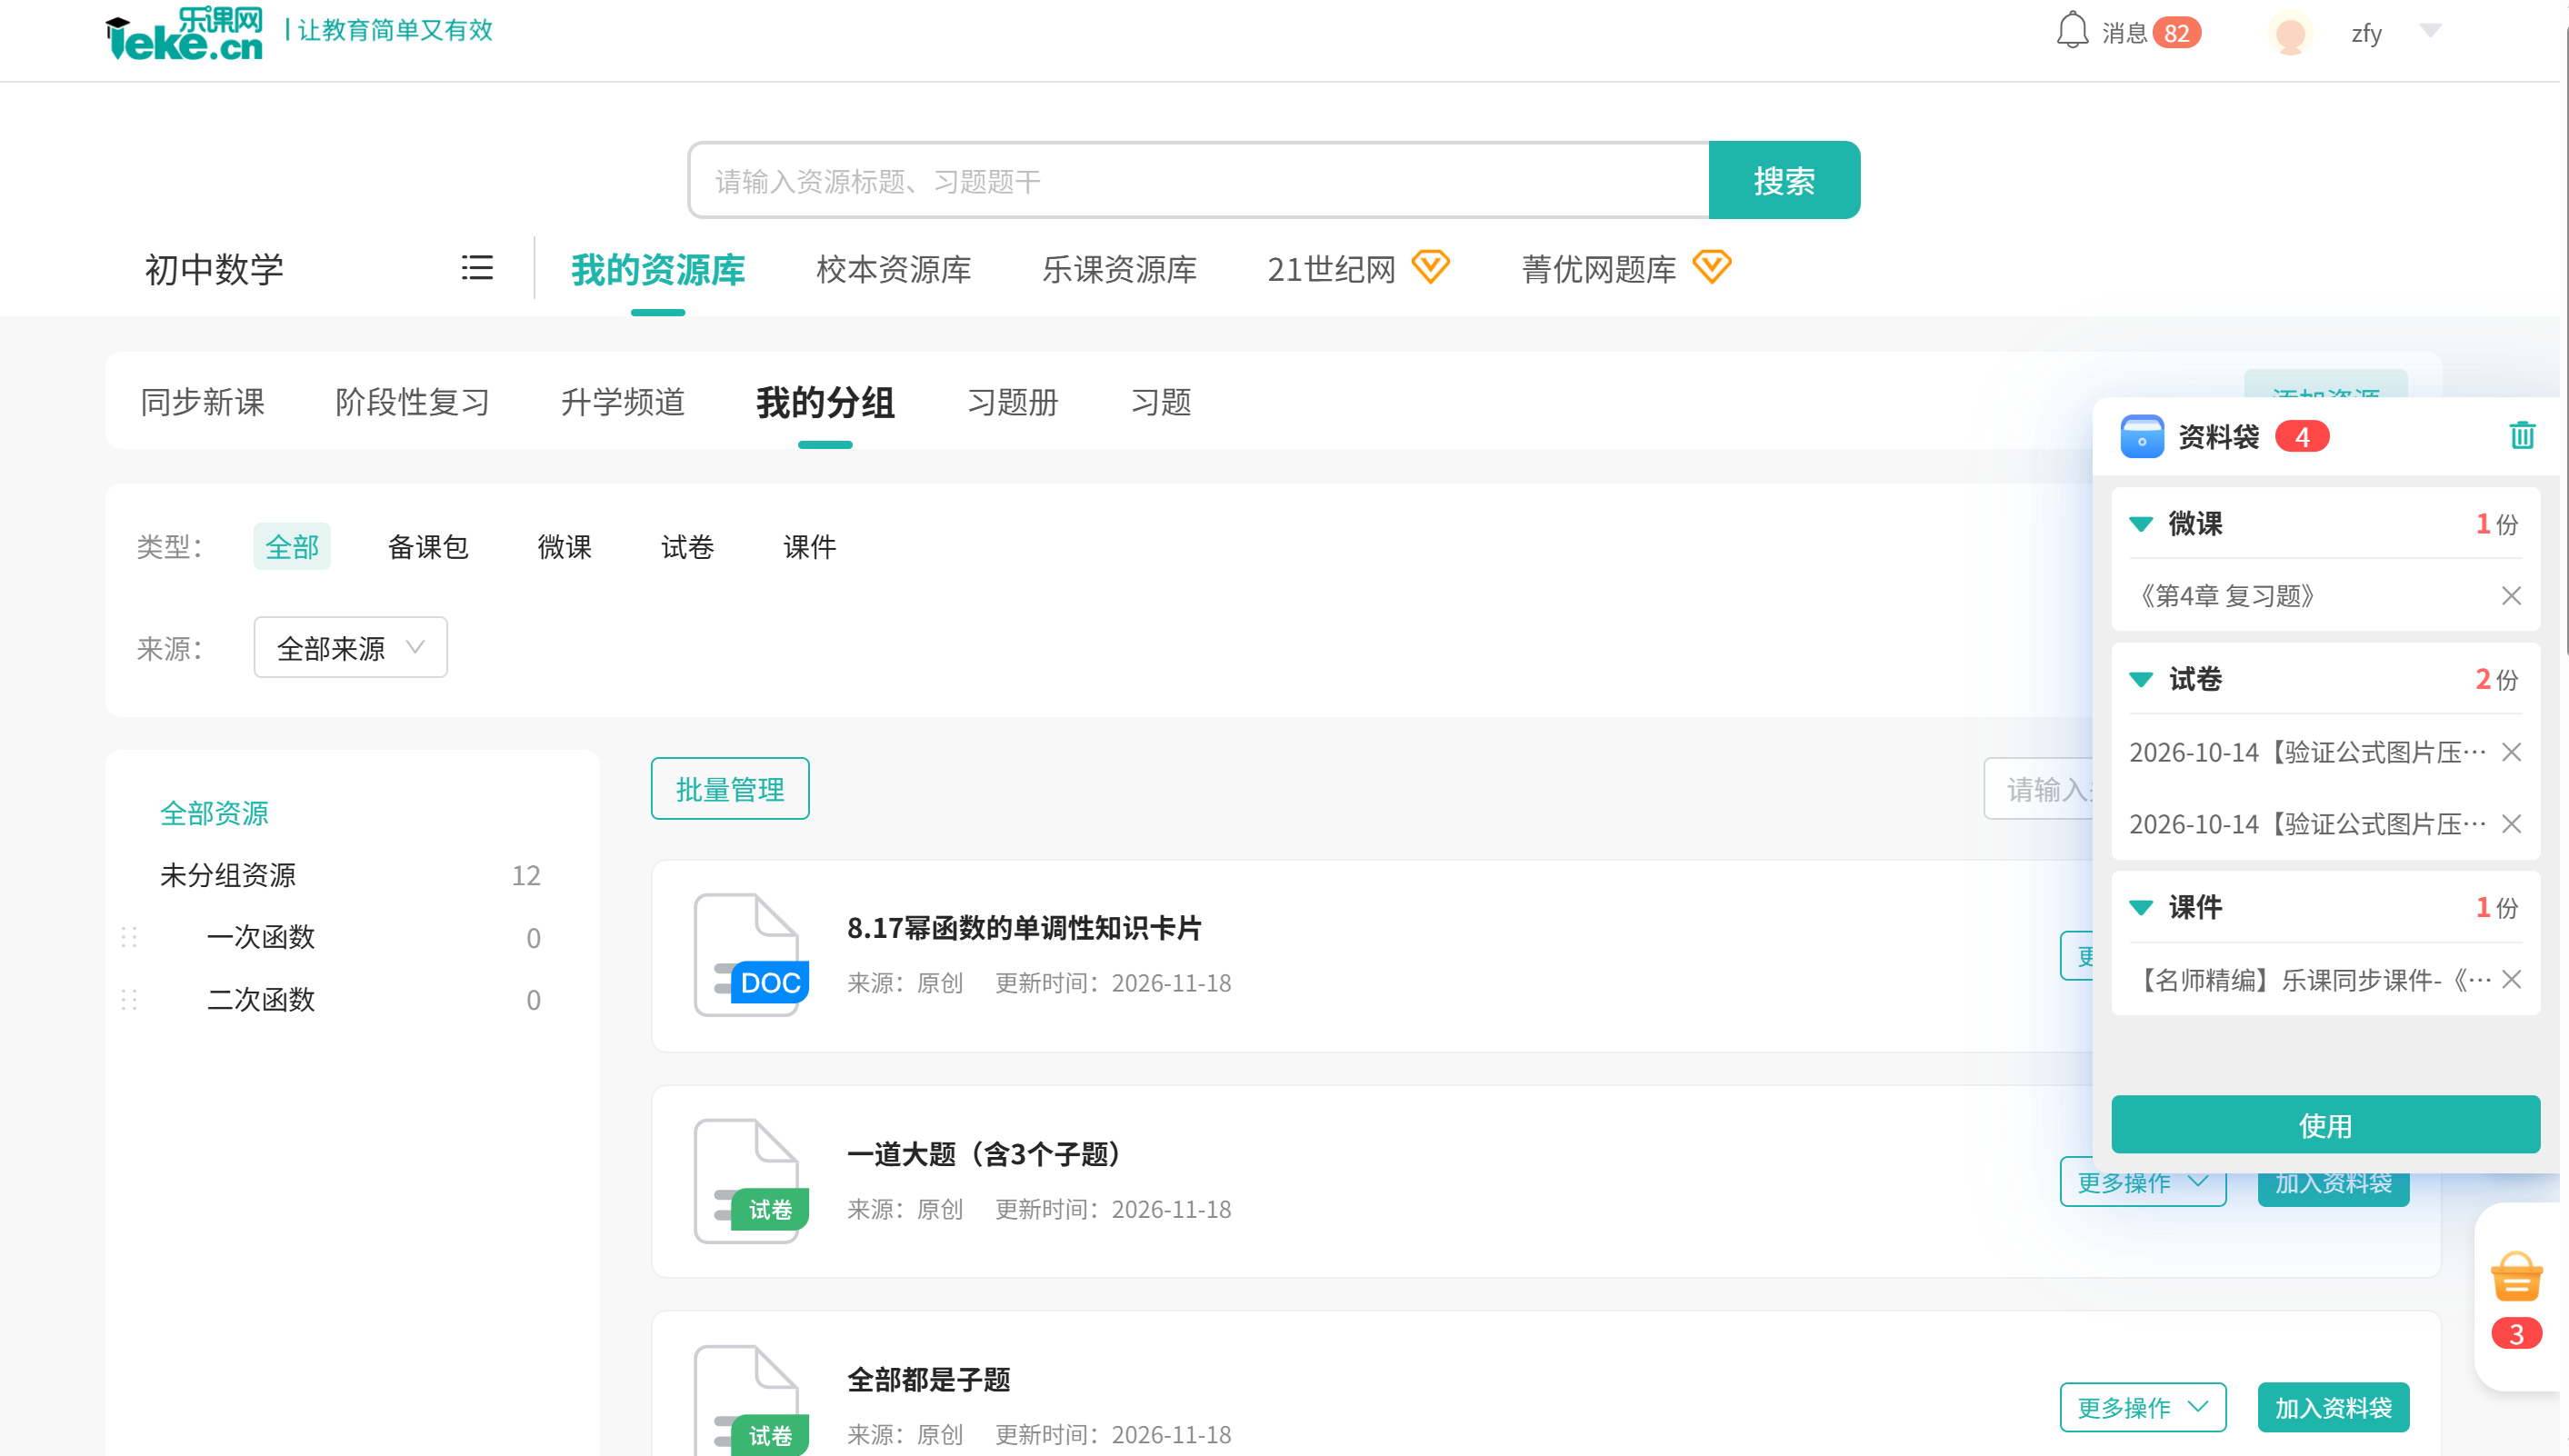 乐课网
leke.cn
让教育简单又有效
消息 82
zfy
请输入资源标题、习题题干
搜索
初中数学
我的资源库
校本资源库
乐课资源库
21世纪网
菁优网题库
同步新课
阶段性复习
升学频道
我的分组
习题册
习题
类型：
全部
备课包
微课
试卷
课件
来源：
全部来源
全部资源
未分组资源 12
一次函数 0
二次函数 0
批量管理
请输入
8.17幂函数的单调性知识卡片
DOC
来源：原创 更新时间：2026-11-18
一道大题（含3个子题）
试卷
来源：原创 更新时间：2026-11-18
更多操作
加入资料袋
全部都是子题
试卷
来源：原创 更新时间：2026-11-18
更多操作
加入资料袋
资料袋 4
微课 1份
《第4章 复习题》
试卷 2份
2026-10-14【验证公式图片压…
2026-10-14【验证公式图片压…
课件 1份
【名师精编】乐课同步课件-《…
使用
3